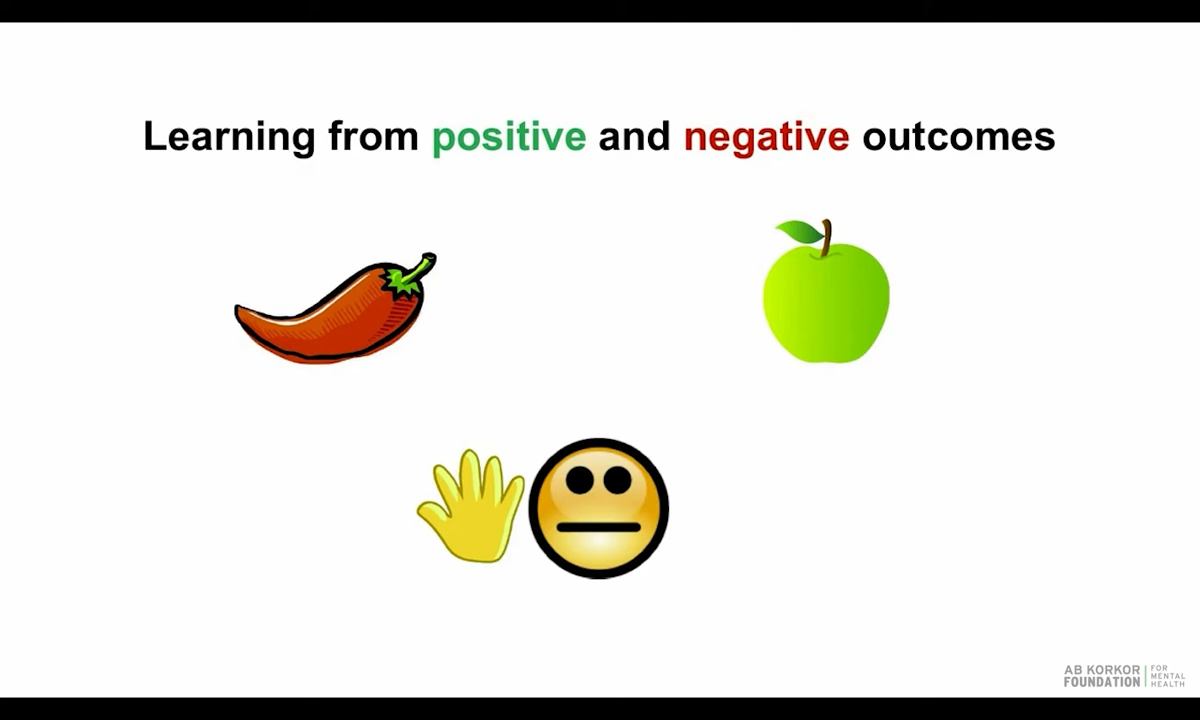 Learning from positive and negative outcomes
AB KORKOR
FOUNDATION
FOR
MENTAL
HEALTH